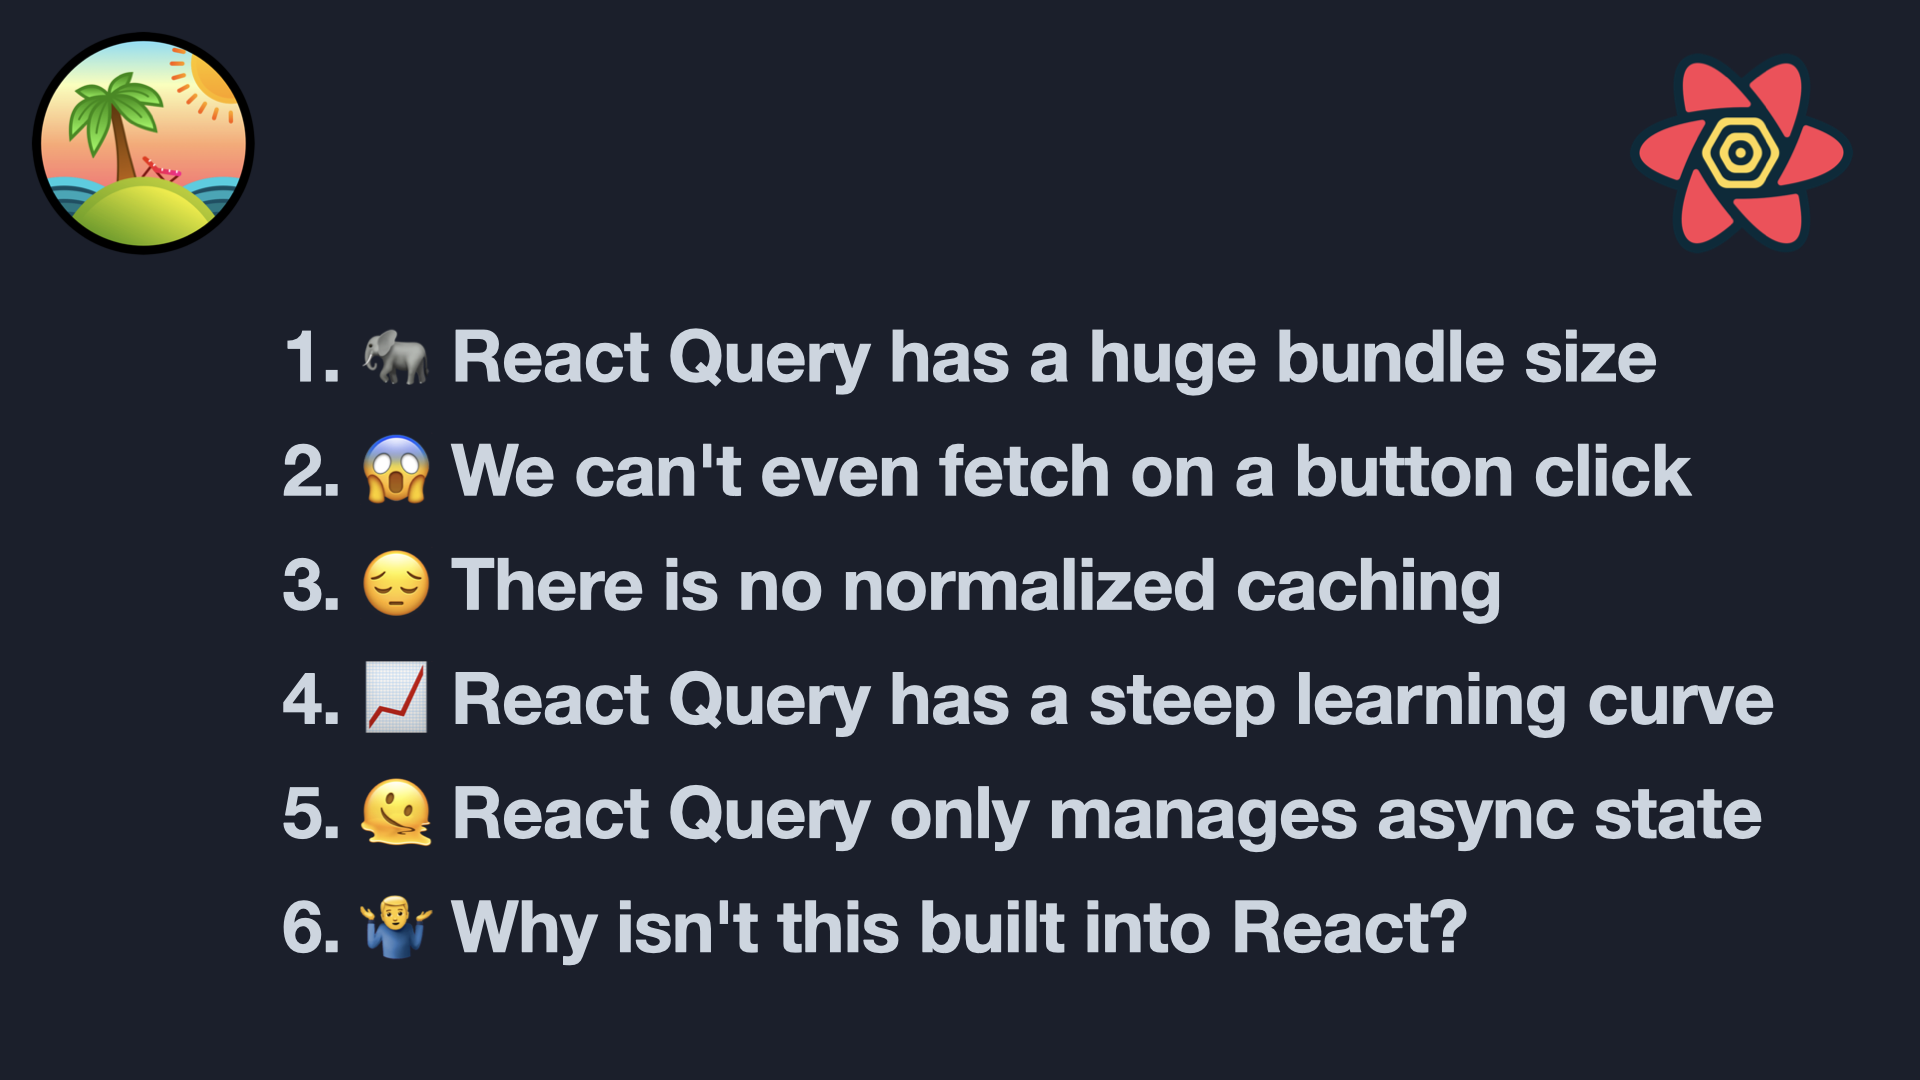 1. 🐘 React Query has a huge bundle size
2. 😱 We can't even fetch on a button click
3. 😔 There is no normalized caching
4. 📈 React Query has a steep learning curve
5. 🫠 React Query only manages async state
6. 🤷‍♂️ Why isn't this built into React?